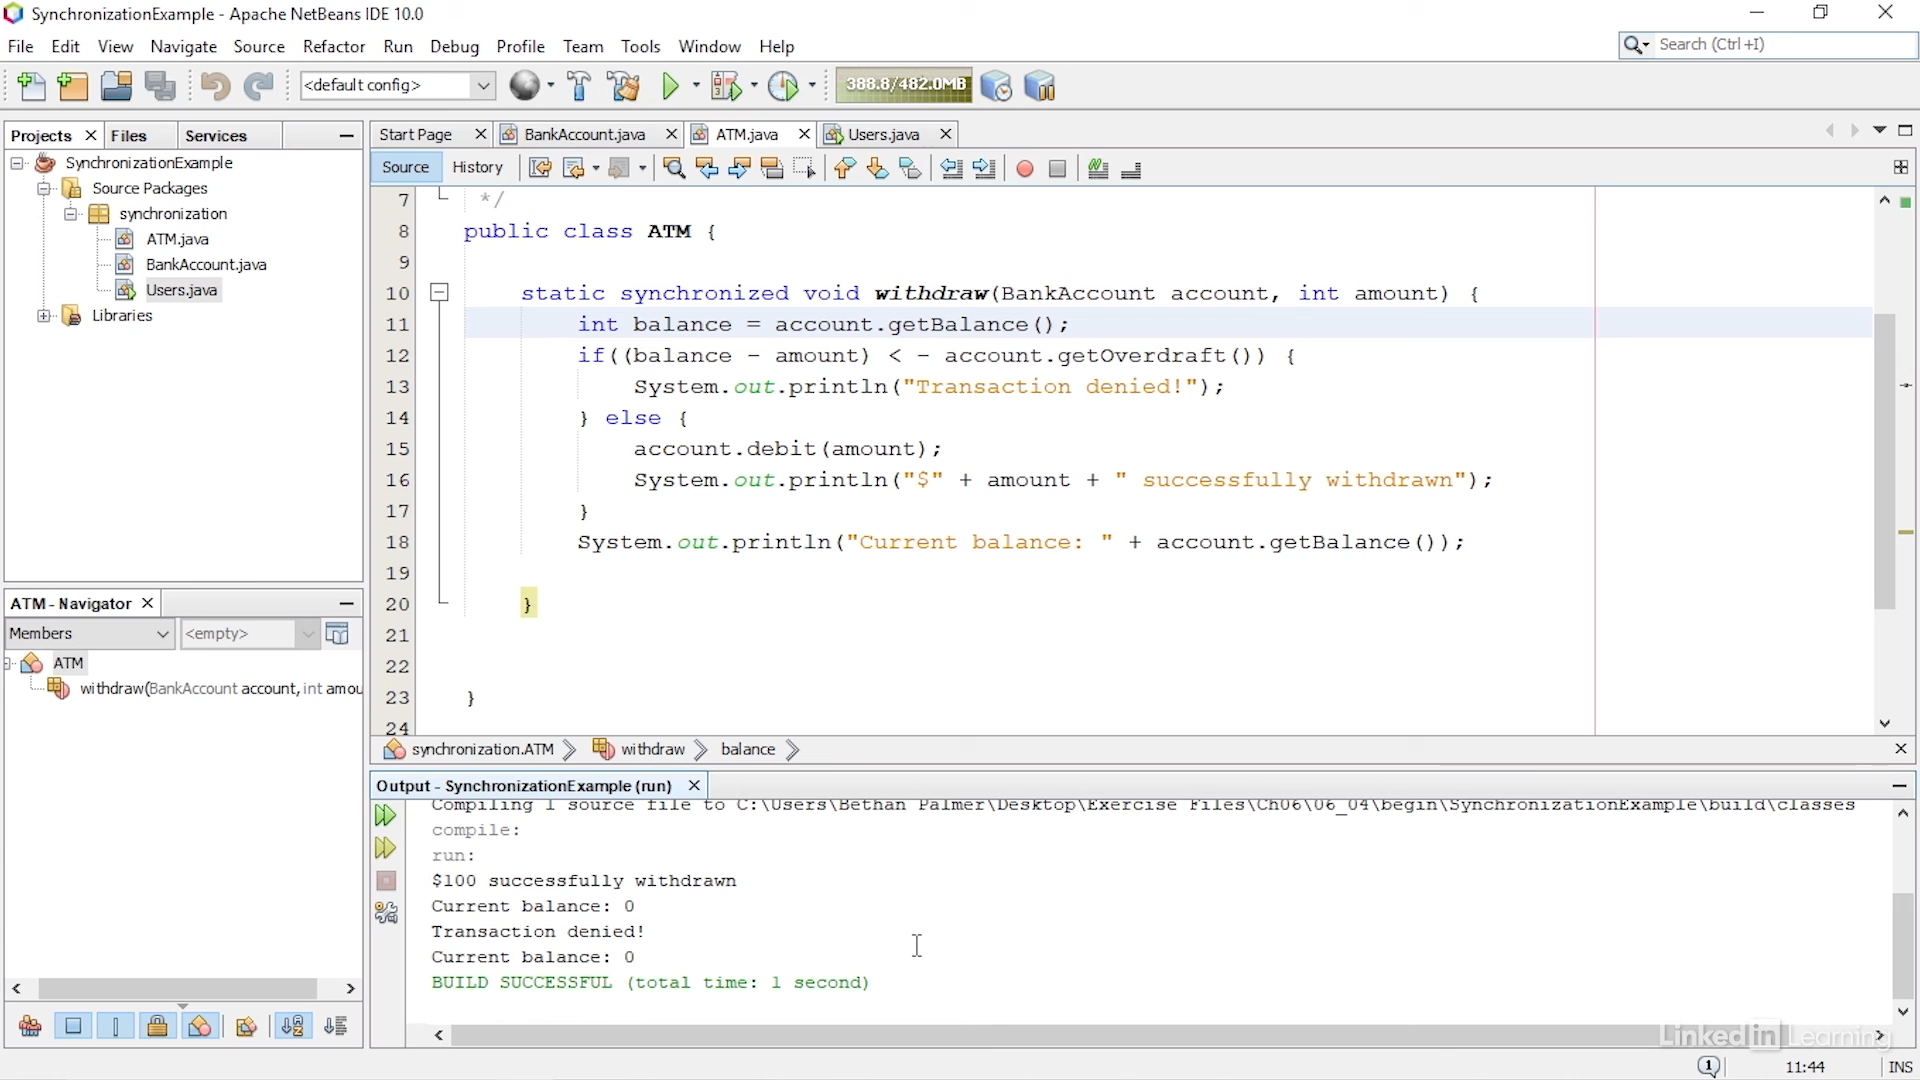 SynchronizationExample - Apache NetBeans IDE 10.0
File Edit View Navigate Source Refactor Run Debug Profile Team Tools Window Help
Search (Ctrl+I)
<default config>
388.8/482.0MB
Projects Files Services
SynchronizationExample
Source Packages
synchronization
ATM.java
BankAccount.java
Users.java
Libraries
ATM - Navigator
Members <empty>
ATM
withdraw(BankAccount account, int amou
Start Page BankAccount.java ATM.java Users.java
Source History
7 */
8 public class ATM {
9
10 static synchronized void withdraw(BankAccount account, int amount) {
11 int balance = account.getBalance();
12 if((balance - amount) < - account.getOverdraft()) {
13 System.out.println("Transaction denied!");
14 } else {
15 account.debit(amount);
16 System.out.println("$" + amount + " successfully withdrawn");
17 }
18 System.out.println("Current balance: " + account.getBalance());
19
20 }
21
22
23 }
24
synchronization.ATM withdraw balance
Output - SynchronizationExample (run)
Compiling 1 source file to C:\Users\Bethan Palmer\Desktop\Exercise Files\Ch06\06_04\begin\SynchronizationExample\build\classes
compile:
run:
$100 successfully withdrawn
Current balance: 0
Transaction denied!
Current balance: 0
BUILD SUCCESSFUL (total time: 1 second)
LinkedIn Learning
1 11:44 INS